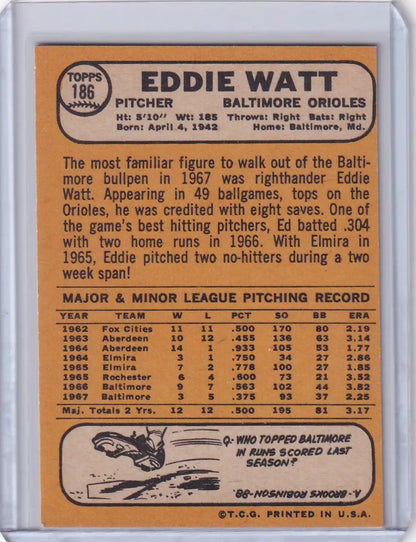 TOPPS
186
EDDIE WATT
PITCHER BALTIMORE ORIOLES
Ht: 5'10" Wt: 185 Throws: Right Bats: Right
Born: April 4, 1942 Home: Baltimore, Md.
The most familiar figure to walk out of the Balti-
more bullpen in 1967 was righthander Eddie
Watt. Appearing in 49 ballgames, tops on the
Orioles, he was credited with eight saves. One of
the game's best hitting pitchers, Ed batted .304
with two home runs in 1966. With Elmira in
1965, Eddie pitched two no-hitters during a two
week span!
MAJOR & MINOR LEAGUE PITCHING RECORD
YEAR TEAM W L PCT SO BB ERA
1962 Fox Cities 11 11 .500 170 80 2.19
1963 Aberdeen 10 12 .455 136 63 3.14
1964 Aberdeen 14 1 .933 105 53 1.77
1964 Elmira 3 1 .750 34 27 2.86
1965 Elmira 7 2 .778 100 27 1.85
1965 Rochester 6 4 .600 73 21 3.52
1966 Baltimore 9 7 .563 102 44 3.82
1967 Baltimore 3 5 .375 93 37 2.25
Maj. Totals 2 Yrs. 12 12 .500 195 81 3.17
Q-WHO TOPPED BALTIMORE
IN RUNS SCORED LAST
SEASON?
A-BROOKS ROBINSON-88.
©T.C.G. PRINTED IN U.S.A.